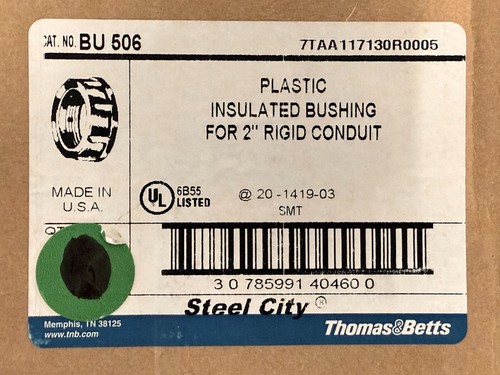 CAT. NO. BU 506
7TAA117130R0005
PLASTIC
INSULATED BUSHING
FOR 2" RIGID CONDUIT
MADE IN
U.S.A.
UL
6B55
LISTED
@ 20-1419-03
SMT
3 0 785991 40460 0
Steel City®
Memphis, TN 38125
www.tnb.com
Thomas&Betts